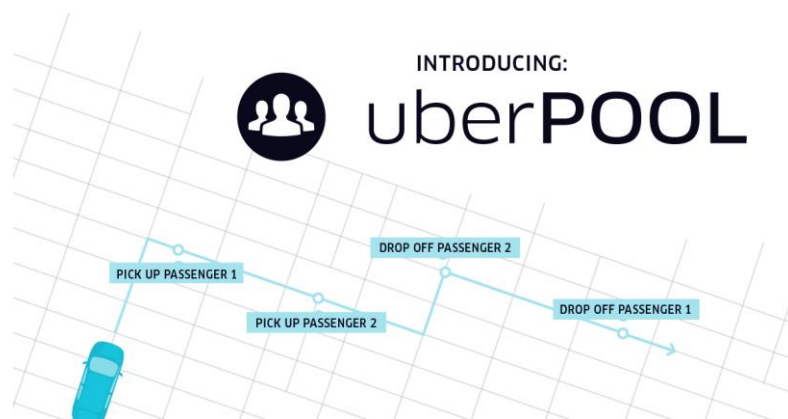 INTRODUCING:
uberPOOL
DROP OFF PASSENGER 2
PICK UP PASSENGER 1
DROP OFF PASSENGER 1
PICK UP PASSENGER 2